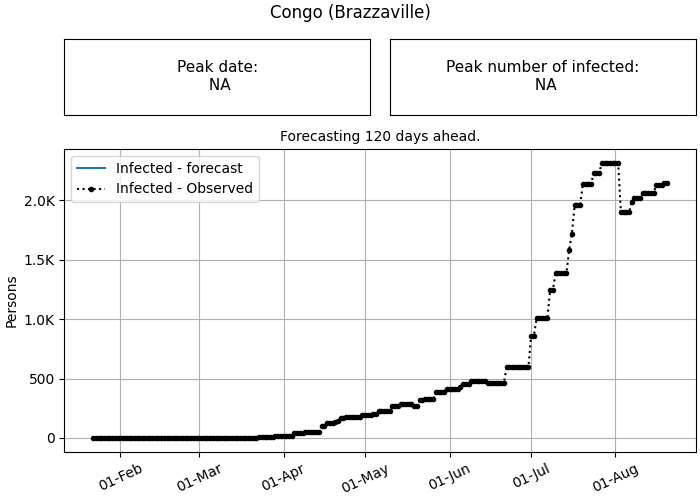 Congo (Brazzaville)
Peak date:
NA
Peak number of infected:
NA
Forecasting 120 days ahead.
Infected - forecast
Infected - Observed
Persons
2.0K
1.5K
1.0K
500
0
01-Feb
01-Mar
01-Apr
01-May
01-Jun
01-Jul
01-Aug